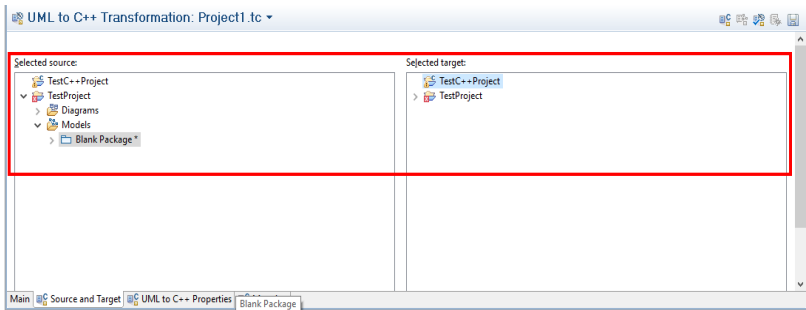 UML to C++ Transformation: Project1.tc
Selected source:
Selected target:
TestC++Project
TestProject
Diagrams
Models
Blank Package *
TestC++Project
TestProject
Main
Source and Target
UML to C++ Properties
Blank Package